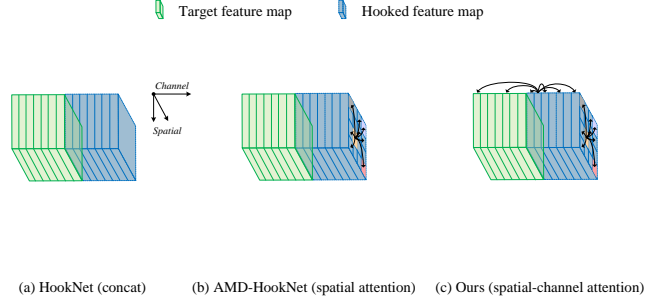 Target feature map Hooked feature map
Channel
Spatial
(a) HookNet (concat) (b) AMD-HookNet (spatial attention) (c) Ours (spatial-channel attention)